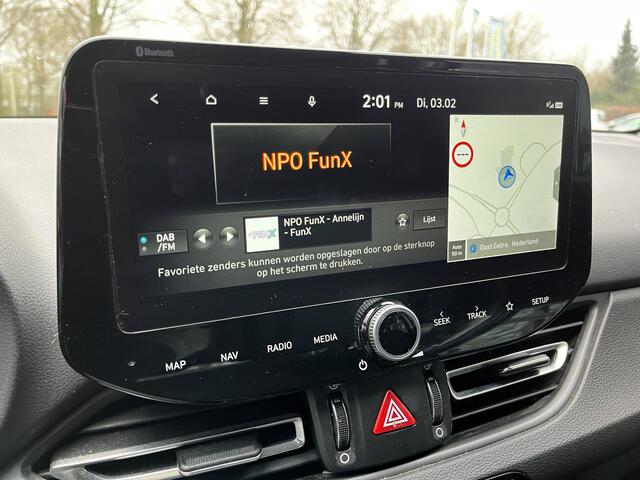 Bluetooth
2:01 PM
Di, 03.02
N
NPO FunX
DAB
/FM
FUNX
NPO FunX - Annelijn
- FunX
Lijst
Favoriete zenders kunnen worden opgeslagen door op de sterknop
op het scherm te drukken.
Auto
50 m
Oost Gelre, Nederland
MAP
NAV
RADIO
MEDIA
SEEK
TRACK
SETUP